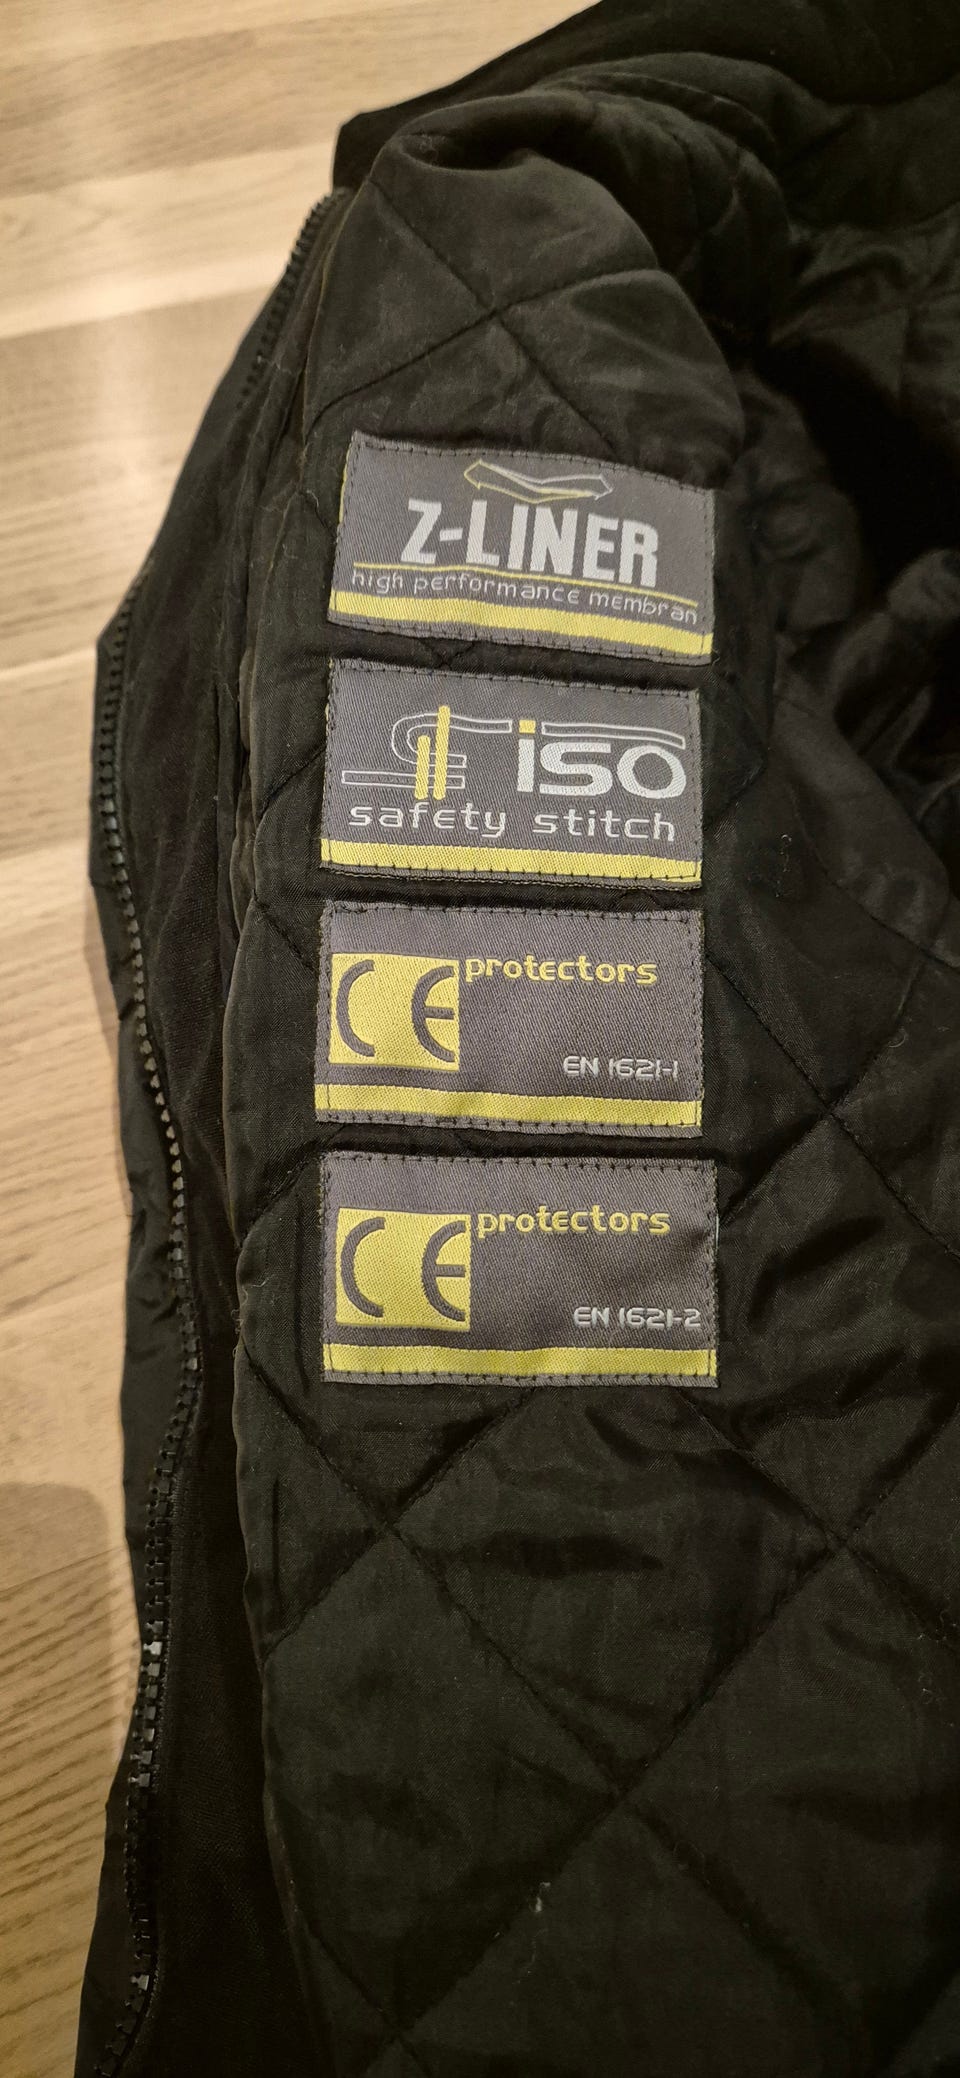 Z-LINER
high performance membran
iso
safety stitch
CE protectors
EN 1621-1
CE protectors
EN 1621-2